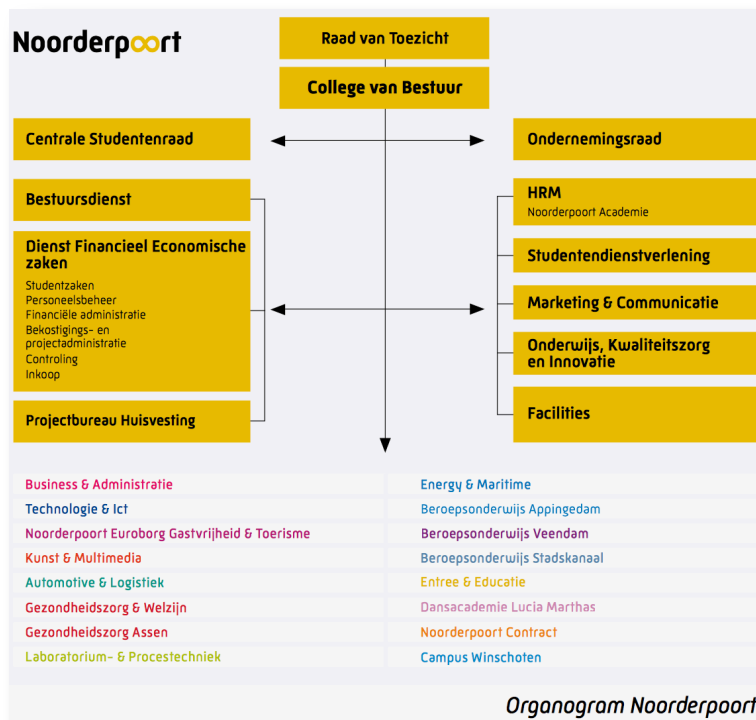 Noorderpoort
Raad van Toezicht
College van Bestuur
Centrale Studentenraad
Ondernemingsraad
Bestuursdienst
Dienst Financieel Economische
zaken
Studentzaken
Personeelsbeheer
Financiële administratie
Bekostigings- en
projectadministratie
Controling
Inkoop
Projectbureau Huisvesting
HRM
Noorderpoort Academie
Studentendienstverlening
Marketing & Communicatie
Onderwijs, Kwaliteitszorg
en Innovatie
Facilities
Business & Administratie
Technologie & Ict
Noorderpoort Euroborg Gastvrijheid & Toerisme
Kunst & Multimedia
Automotive & Logistiek
Gezondheidszorg & Welzijn
Gezondheidszorg Assen
Laboratorium- & Procestechniek
Energy & Maritime
Beroepsonderwijs Appingedam
Beroepsonderwijs Veendam
Beroepsonderwijs Stadskanaal
Entree & Educatie
Dansacademie Lucia Marthas
Noorderpoort Contract
Campus Winschoten
Organogram Noorderpoort